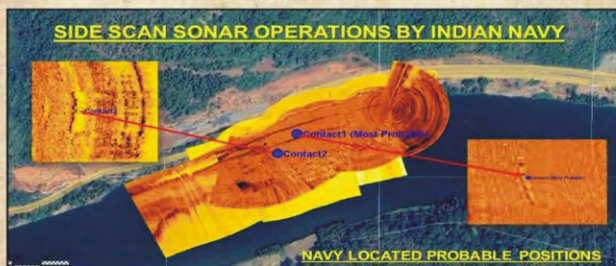 SIDE SCAN SONAR OPERATIONS BY INDIAN NAVY
Contact1 (Most Probable)
Contact2
NAVY LOCATED PROBABLE POSITIONS